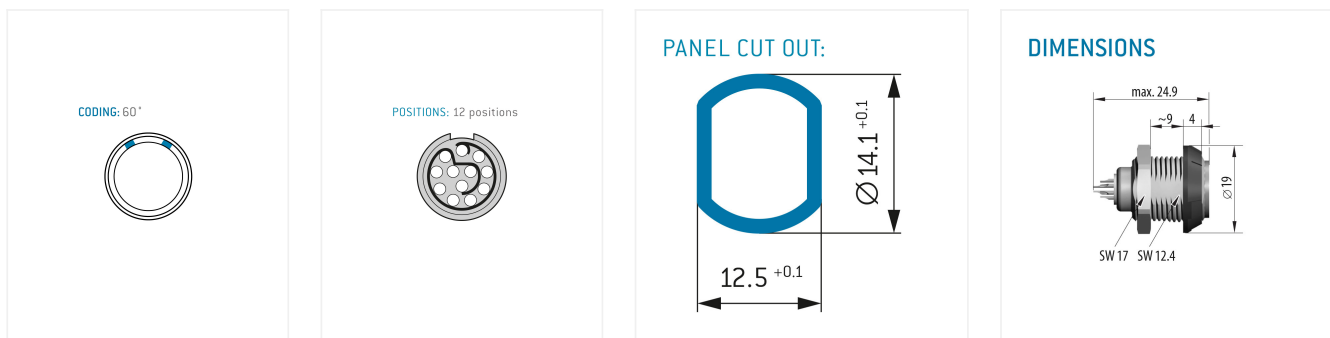 CODING: 60°
POSITIONS: 12 positions
PANEL CUT OUT:
Ø14.1 +0.1
12.5 +0.1
DIMENSIONS
max. 24.9
~9
4
Ø19
SW 17
SW 12.4